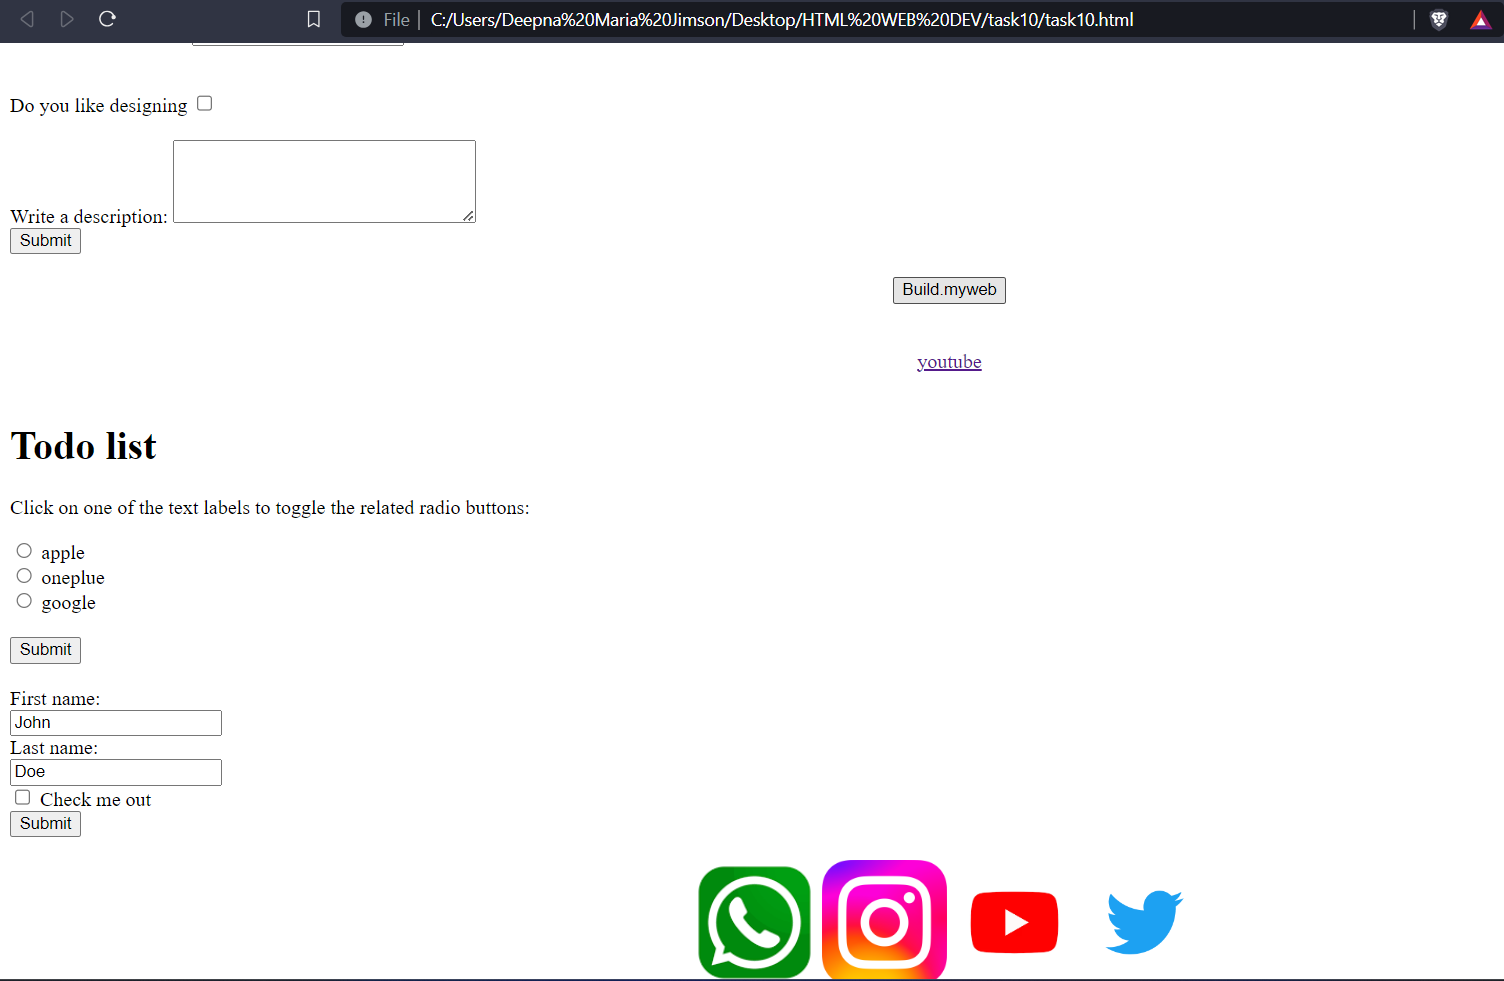 File | C:/Users/Deepna%20Maria%20Jimson/Desktop/HTML%20WEB%20DEV/task10/task10.html
Do you like designing
Write a description:
Submit
Build.myweb
youtube
Todo list
Click on one of the text labels to toggle the related radio buttons:
apple
oneplue
google
Submit
First name:
John
Last name:
Doe
Check me out
Submit